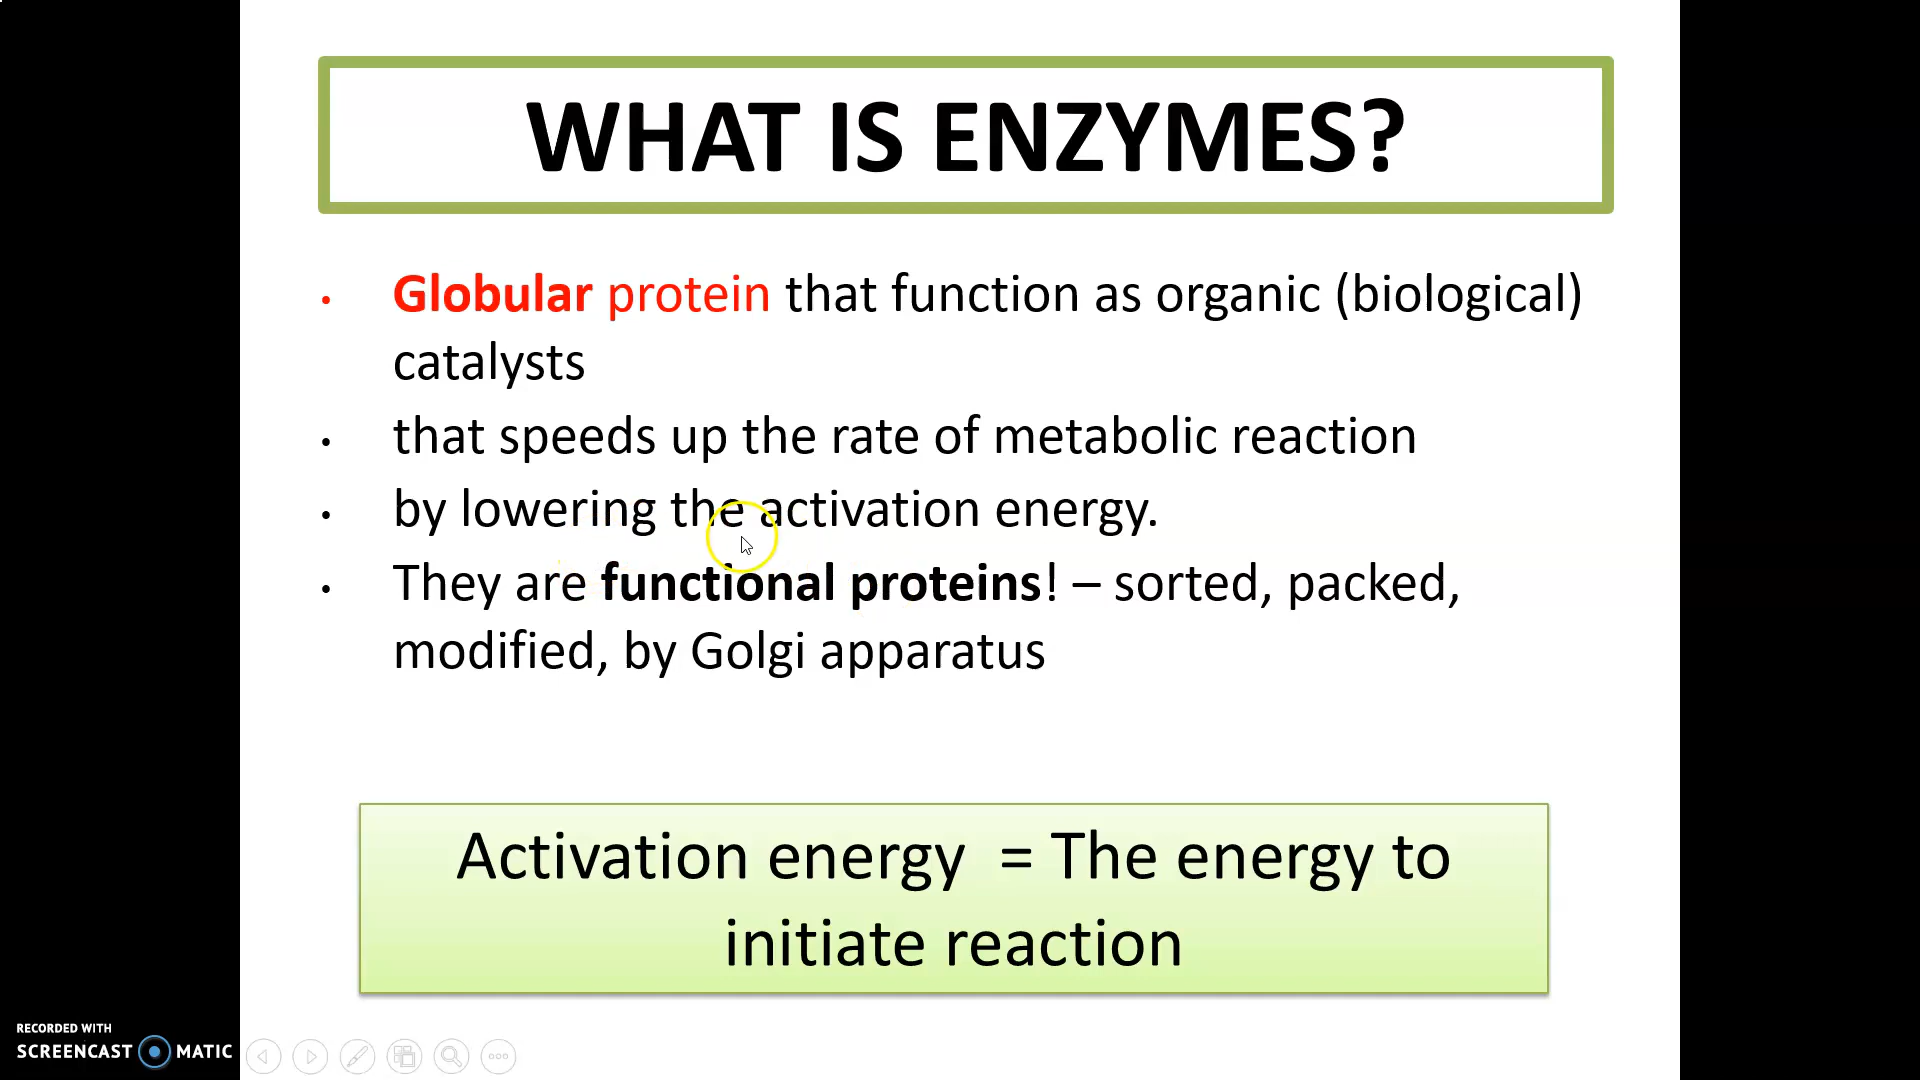 WHAT IS ENZYMES?
• Globular protein that function as organic (biological)
catalysts
• that speeds up the rate of metabolic reaction
• by lowering the activation energy.
• They are functional proteins! – sorted, packed,
modified, by Golgi apparatus
Activation energy = The energy to
initiate reaction
RECORDED WITH
SCREENCAST MATIC